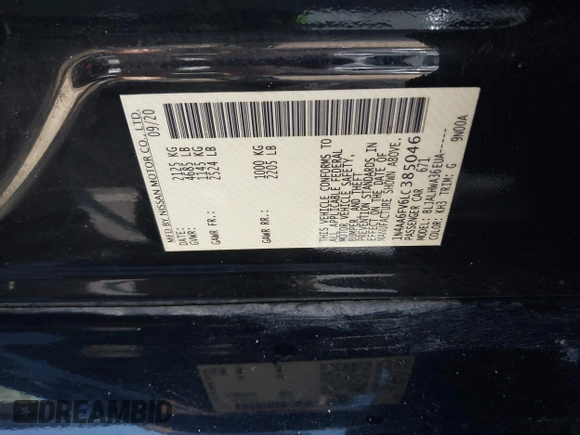 MFD BY NISSAN MOTOR CO., LTD.
DATE: 09/20
GVWR: 2125 KG
4685 LB
GAWR FR.: 1145 KG
2524 LB
GAWR RR.: 1000 KG
2205 LB
THIS VEHICLE CONFORMS TO
ALL APPLICABLE FEDERAL
MOTOR VEHICLE SAFETY,
BUMPER AND THEFT
PREVENTION STANDARDS IN
EFFECT ON THE DATE OF
MANUFACTURE SHOWN ABOVE.
1N4AA6FV6LC385046
PASSENGER CAR 671
MODEL: BLJALHWA36EUA------
COLOR: KH3 TRIM: G 9N00A
DREAMBID